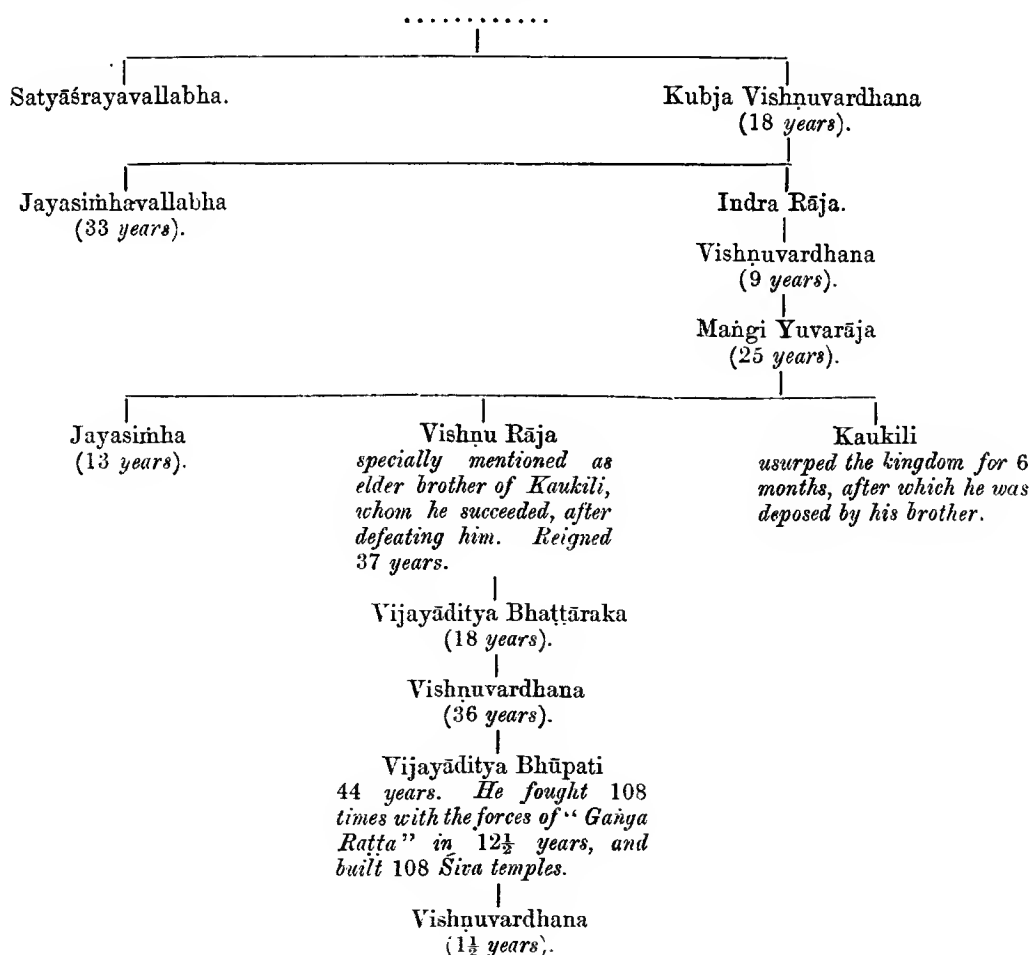 ............
Satyāśrayavallabha.
Kubja Vishṇuvardhana
(18 years).
Jayasiṁhavallabha
(33 years).
Indra Rāja.
Vishṇuvardhana
(9 years).
Maṅgi Yuvarāja
(25 years).
Jayasiṁha
(13 years).
Vishṇu Rāja
specially mentioned as
elder brother of Kaukili,
whom he succeeded, after
defeating him. Reigned
37 years.
Kaukili
usurped the kingdom for 6
months, after which he was
deposed by his brother.
Vijayāditya Bhaṭṭāraka
(18 years).
Vishṇuvardhana
(36 years).
Vijayāditya Bhūpati
44 years. He fought 108
times with the forces of “ Gaṅga
Raṭṭa ” in 12½ years, and
built 108 Śiva temples.
Vishṇuvardhana
(1½ years).